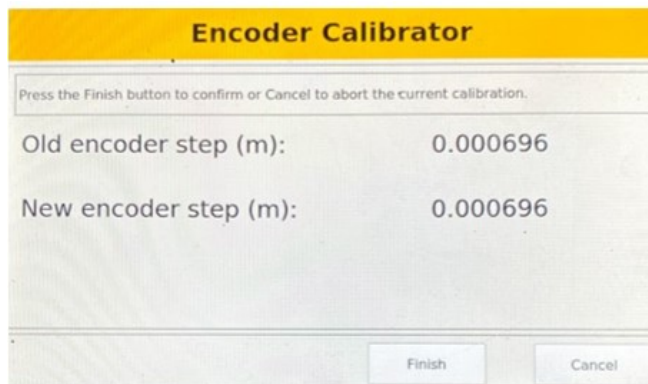 Encoder Calibrator
Press the Finish button to confirm or Cancel to abort the current calibration.
Old encoder step (m): 0.000696
New encoder step (m): 0.000696
Finish Cancel